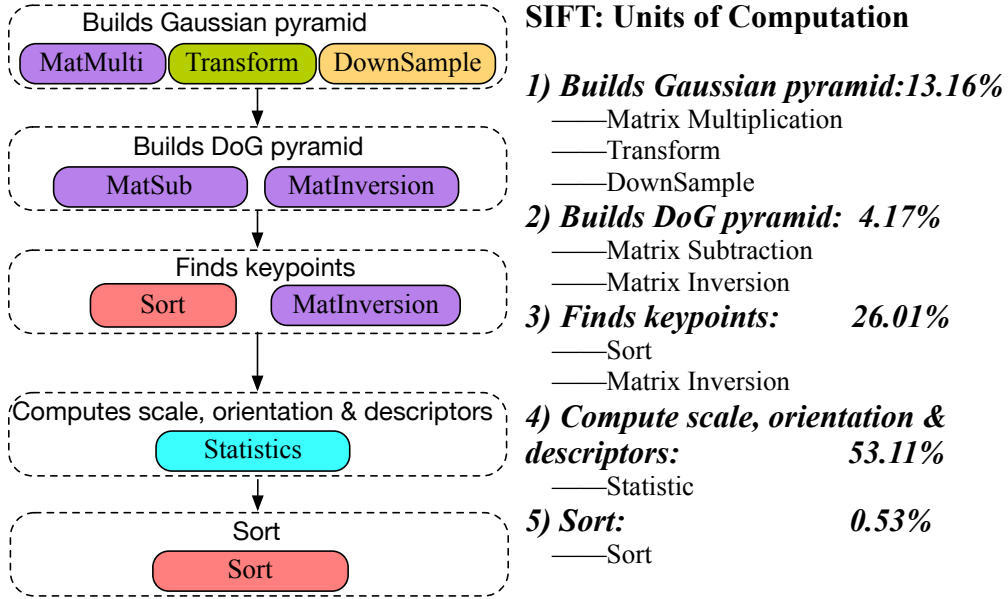 Builds Gaussian pyramid
MatMulti Transform DownSample
Builds DoG pyramid
MatSub MatInversion
Finds keypoints
Sort MatInversion
Computes scale, orientation & descriptors
Statistics
Sort
Sort
SIFT: Units of Computation
1) Builds Gaussian pyramid:13.16%
——Matrix Multiplication
——Transform
——DownSample
2) Builds DoG pyramid: 4.17%
——Matrix Subtraction
——Matrix Inversion
3) Finds keypoints: 26.01%
——Sort
——Matrix Inversion
4) Compute scale, orientation &
descriptors: 53.11%
——Statistic
5) Sort: 0.53%
——Sort